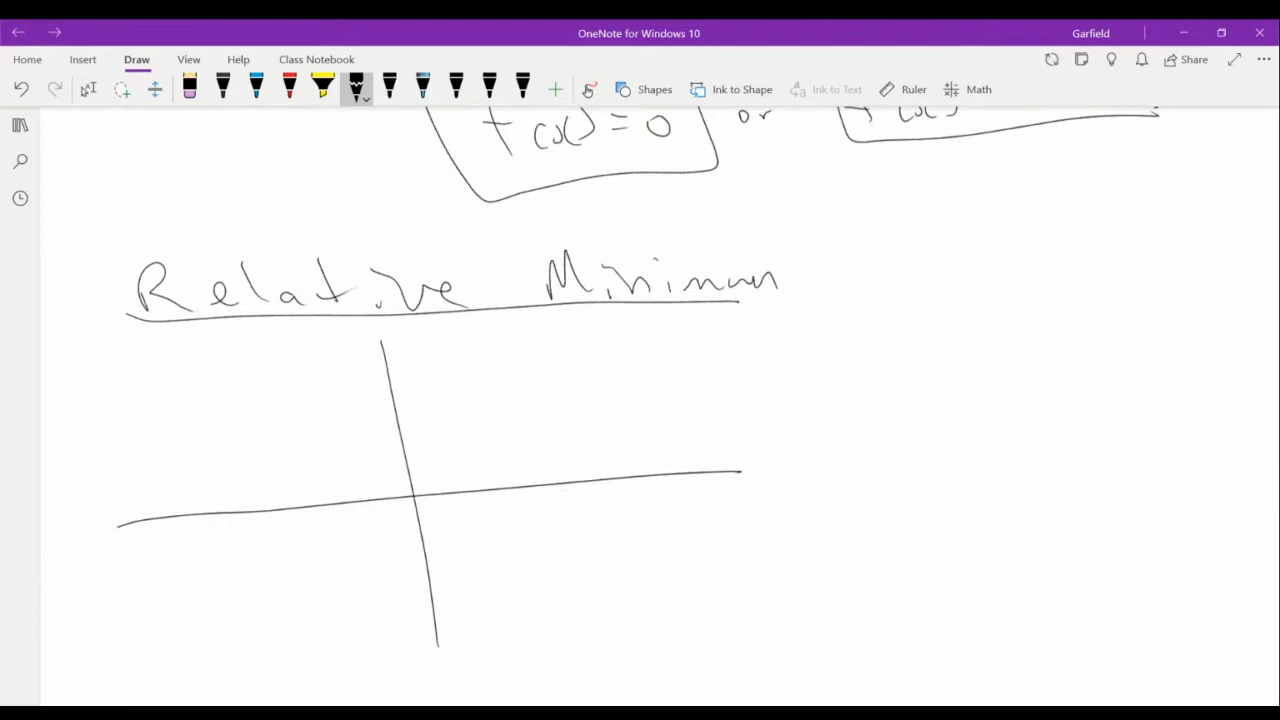 OneNote for Windows 10 Garfield
Home Insert Draw View Help Class Notebook Share
Shapes Ink to Shape Ink to Text Ruler Math
(x) = 0 or (x)
Relative Minimum